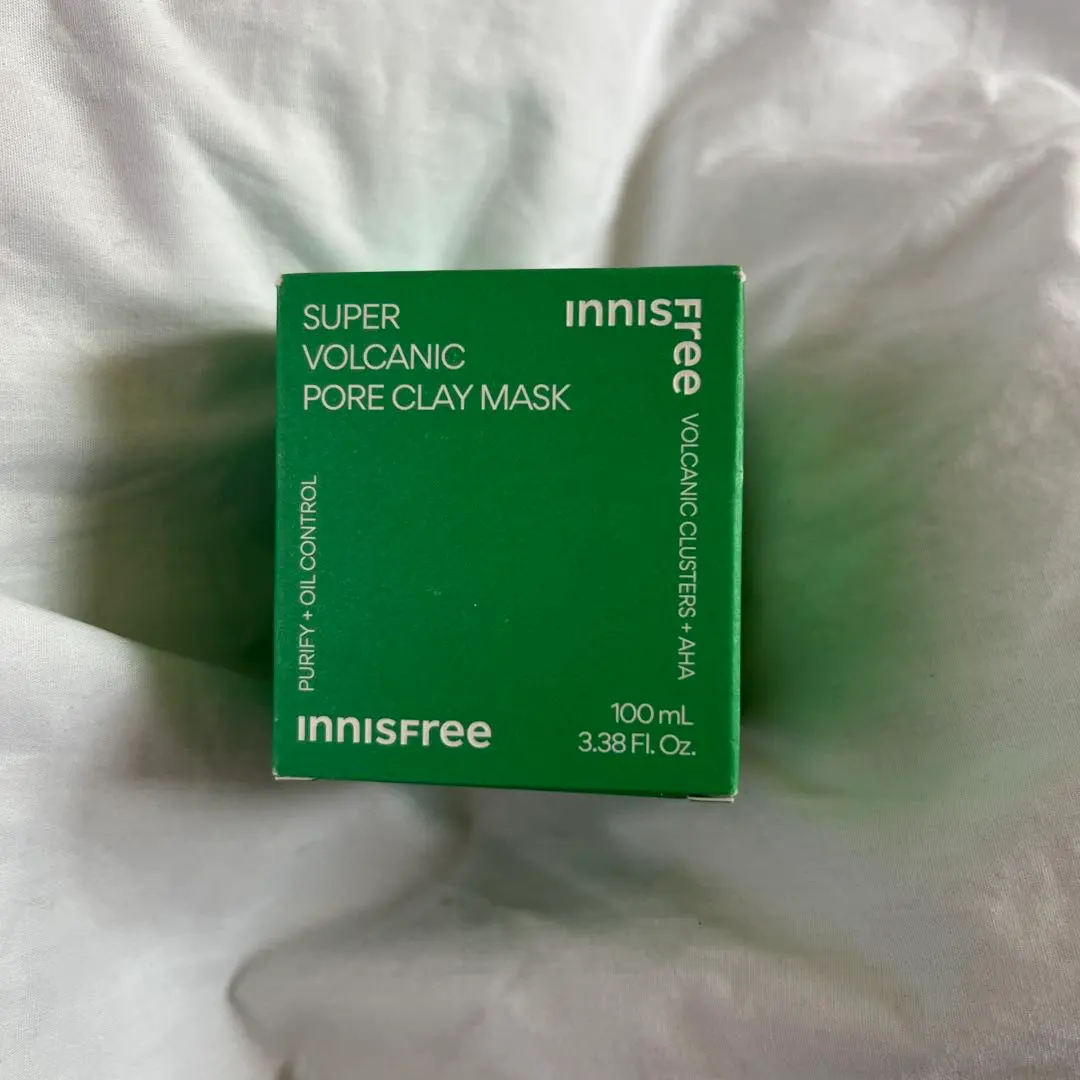 SUPER
VOLCANIC
PORE CLAY MASK
INNISFree
VOLCANIC CLUSTERS + AHA
PURIFY + OIL CONTROL
INNISFree
100 mL
3.38 Fl. Oz.